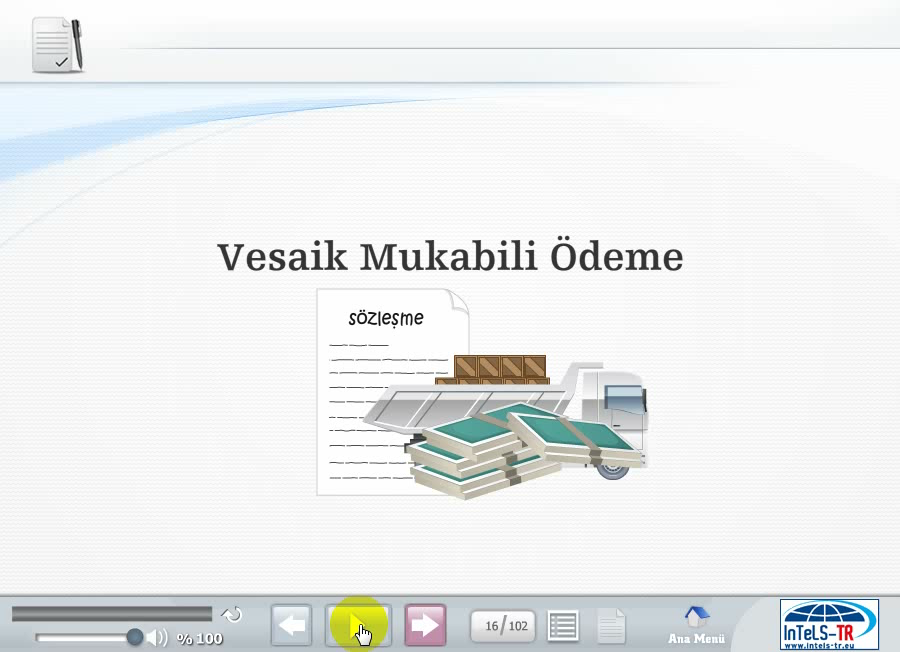 Vesaik Mukabili Ödeme
sözleşme
% 100
16/102
Ana Menü
InTeLS-TR
www.intels-tr.eu